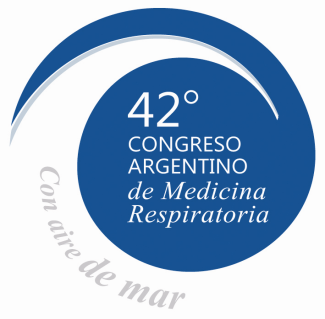 42°
CONGRESO
ARGENTINO
de Medicina
Respiratoria
Con aire de mar